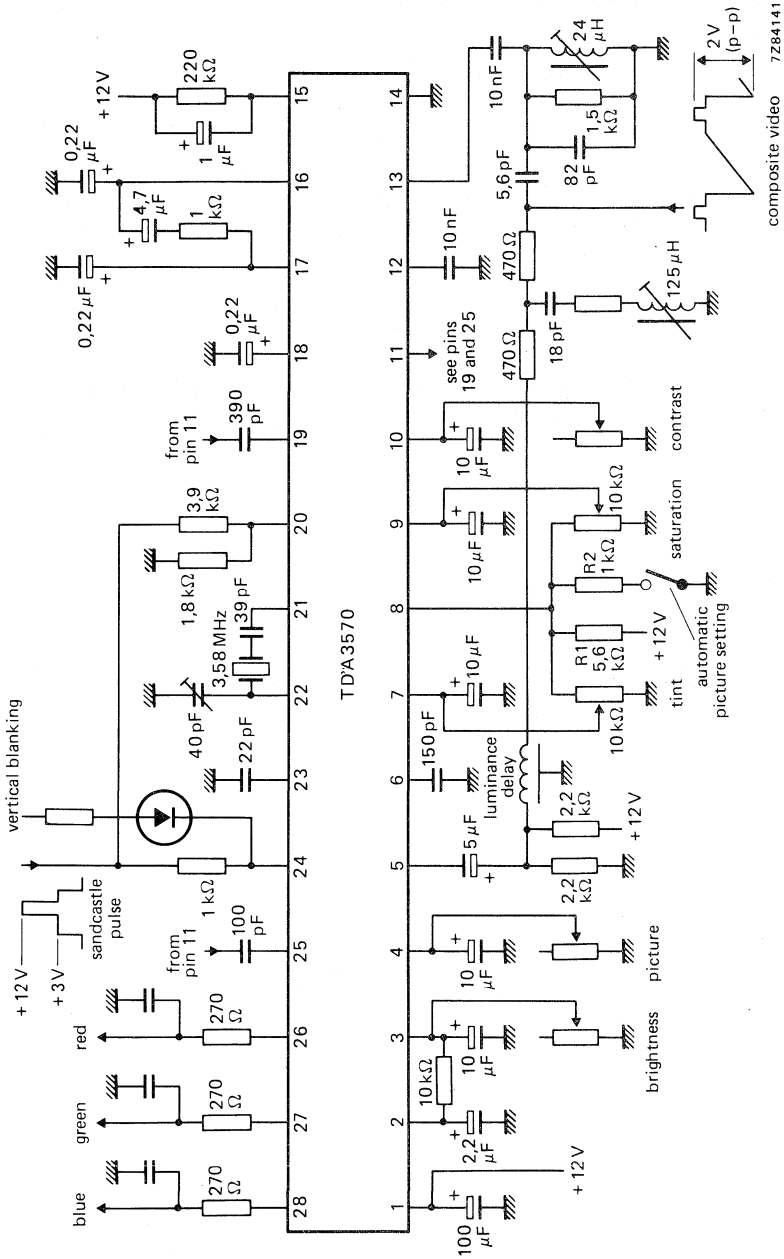 +12 V
+3 V
sandcastle
pulse
vertical blanking
blue
green
red
270
Ω
270
Ω
270
Ω
from
pin 11
100
pF
1 kΩ
22 pF
40 pF
3,58 MHz
39 pF
1,8 kΩ
3,9
kΩ
from
pin 11
390
pF
0,22
μF
+
0,22 μF
+
4,7
μF
+
1
kΩ
0,22
μF
+
+12 V
220
kΩ
+
1
μF
28
27
26
25
24
23
22
21
20
19
18
17
16
15
TDA3570
1
2
3
4
5
6
7
8
9
10
11
12
13
14
100
μF
+
+12 V
2,2
μF
+
10 kΩ
10
μF
+
brightness
10
μF
+
picture
5 μF
+
2,2
kΩ
2,2
kΩ
+12 V
150 pF
luminance
delay
10 μF
+
10 kΩ
tint
R1
5,6
kΩ
+12 V
R2
1 kΩ
automatic
picture setting
10 μF
+
10 kΩ
saturation
10
μF
+
contrast
see pins
19 and 25
470 Ω
18 pF
125 μH
470 Ω
10 nF
5,6 pF
82
pF
1,5
kΩ
10 nF
24
μH
2 V
(p-p)
composite video
7Z84141